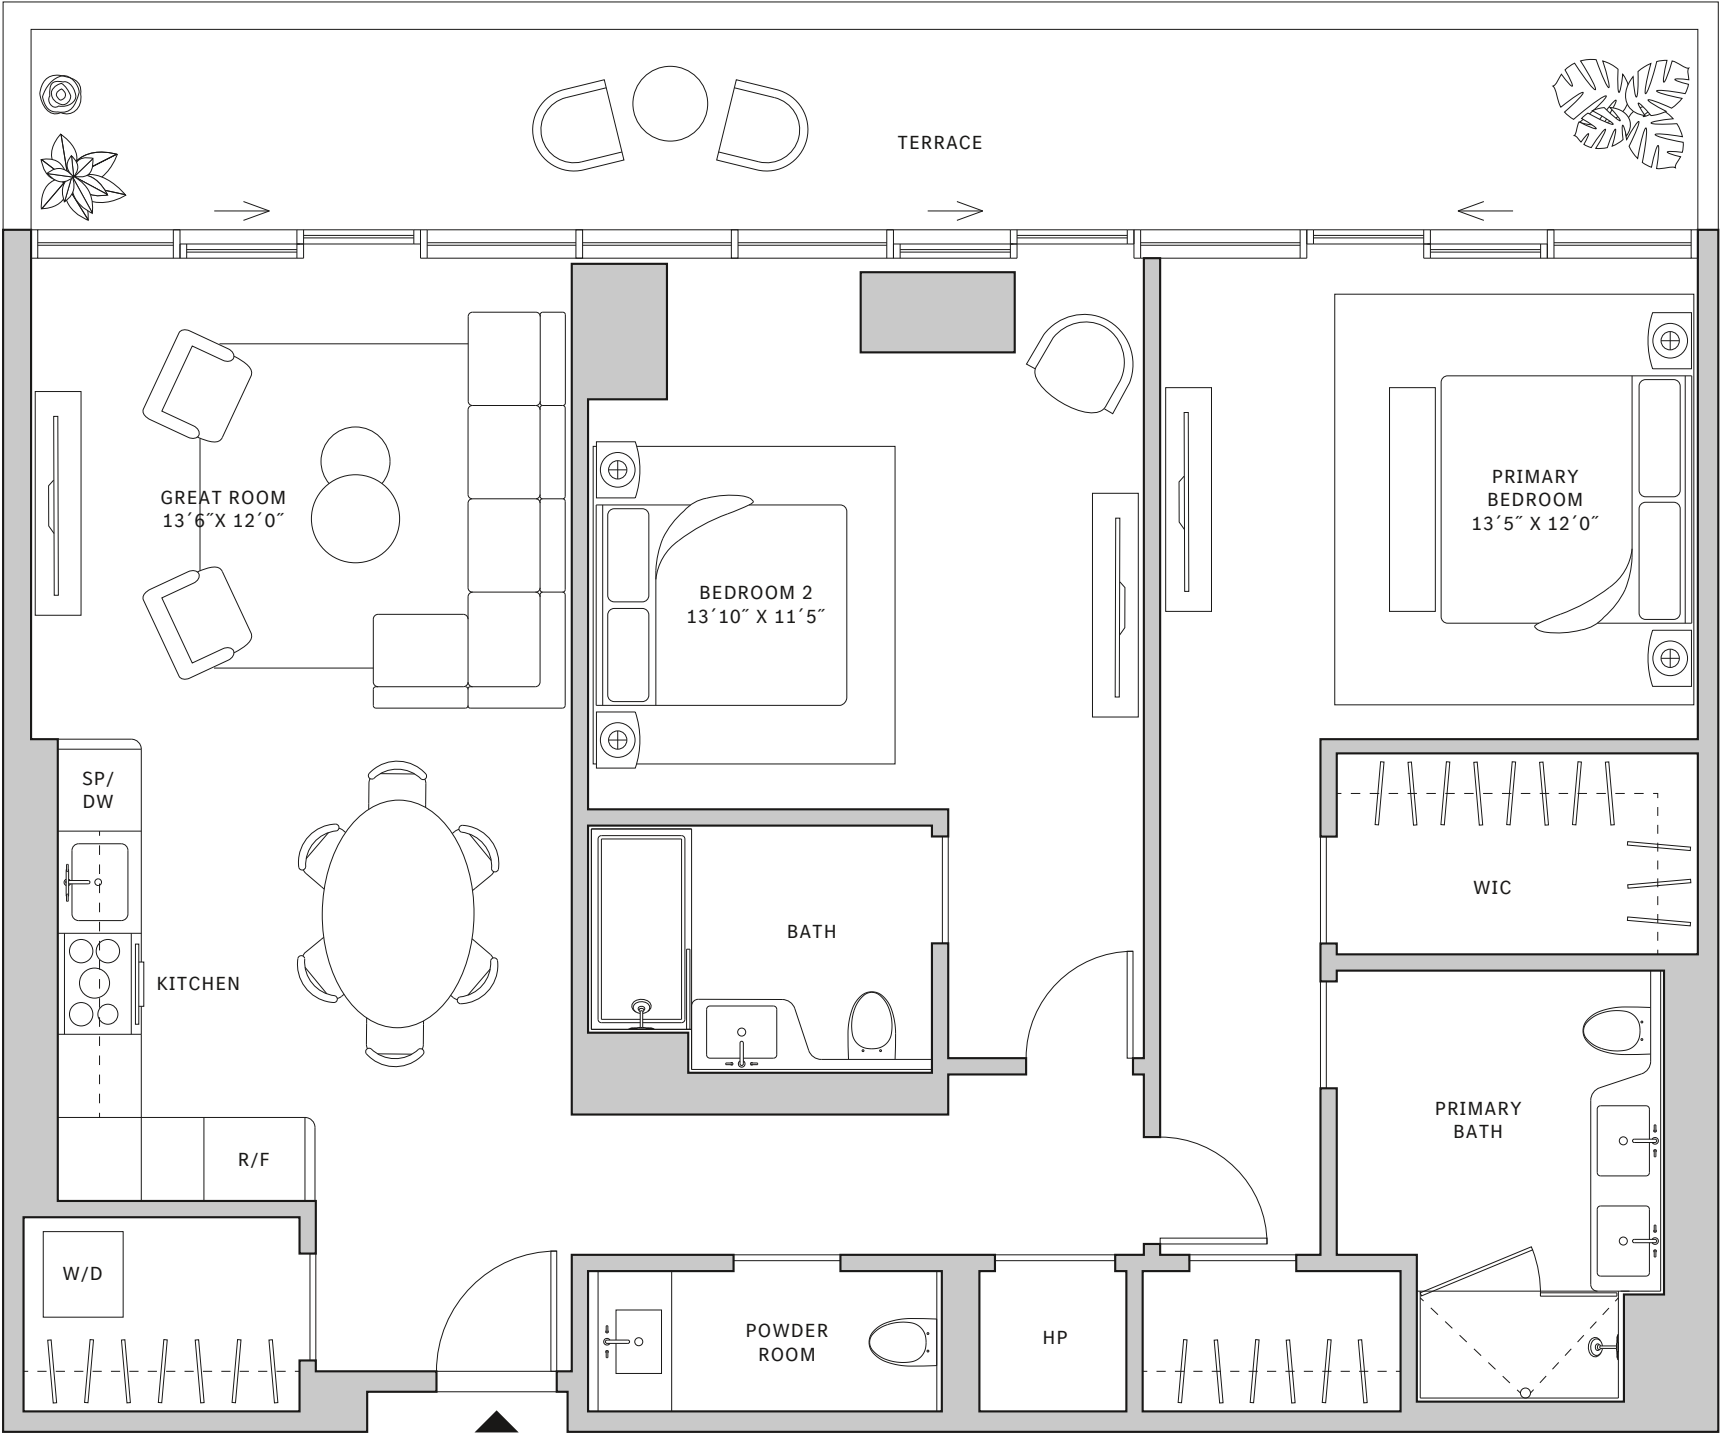 TERRACE
GREAT ROOM
13´6˝X 12´0˝
PRIMARY
BEDROOM
13´5˝ X 12´0˝
BEDROOM 2
13´10˝ X 11´5˝
SP/
DW
WIC
BATH
KITCHEN
PRIMARY
BATH
R/F
W/D
POWDER
ROOM
HP